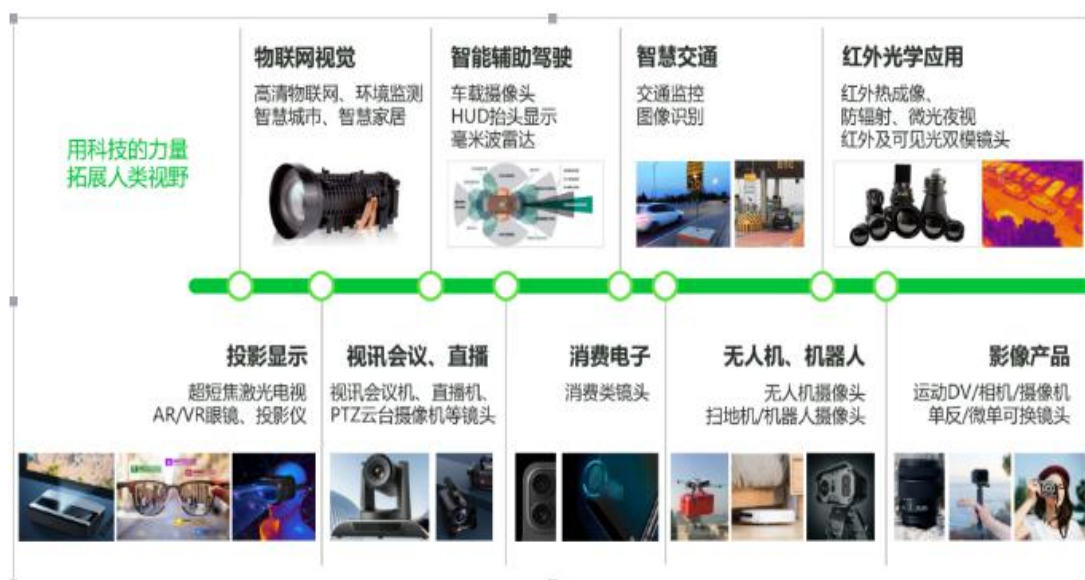 用科技的力量
拓展人类视野
物联网视觉
高清物联网、环境监测
智慧城市、智慧家居
智能辅助驾驶
车载摄像头
HUD抬头显示
毫米波雷达
智慧交通
交通监控
图像识别
红外光学应用
红外热成像、
防辐射、微光夜视
红外及可见光双模镜头
ETC
投影显示
超短焦激光电视
AR/VR眼镜、投影仪
视讯会议、直播
视讯会议机、直播机、
PTZ云台摄像机等镜头
消费电子
消费类镜头
无人机、机器人
无人机摄像头
扫地机/机器人摄像头
影像产品
运动DV/相机/摄像机
单反/微单可换镜头